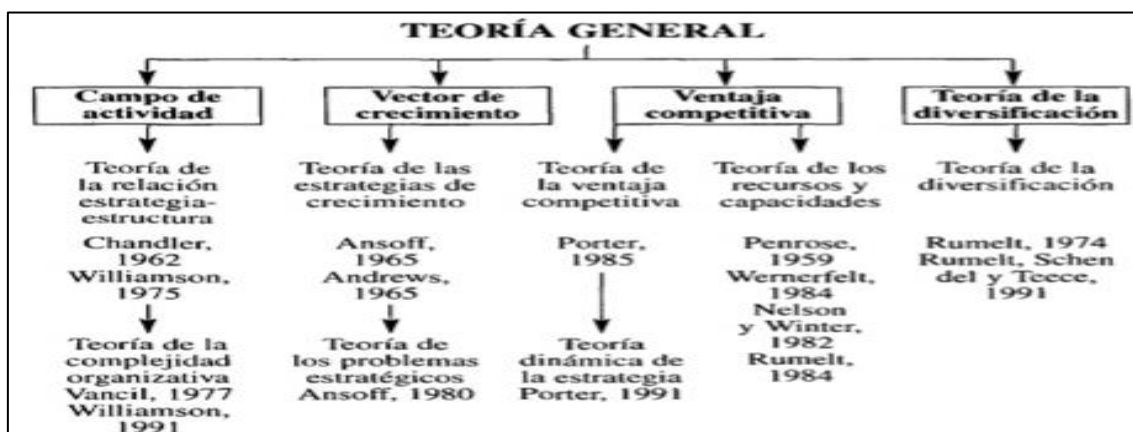 TEORÍA GENERAL
Campo de
actividad
Vector de
crecimiento
Ventaja
competitiva
Teoría de la
diversificación
Teoría de
la relación
estrategia-
estructura
Chandler,
1962
Williamson,
1975
Teoría de la
complejidad
organizativa
Vancil, 1977
Williamson,
1991
Teoría de las
estrategias de
crecimiento
Ansoff,
1965
Andrews,
1965
Teoría de
los problemas
estratégicos
Ansoff, 1980
Teoría de
la ventaja
competitiva
Porter,
1985
Teoría
dinámica de
la estrategia
Porter, 1991
Teoría de los
recursos y
capacidades
Penrose,
1959
Wernerfelt,
1984
Nelson
y Winter,
1982
Rumelt,
1984
Teoría de la
diversificación
Rumelt, 1974
Rumelt, Schen
del y Teece,
1991